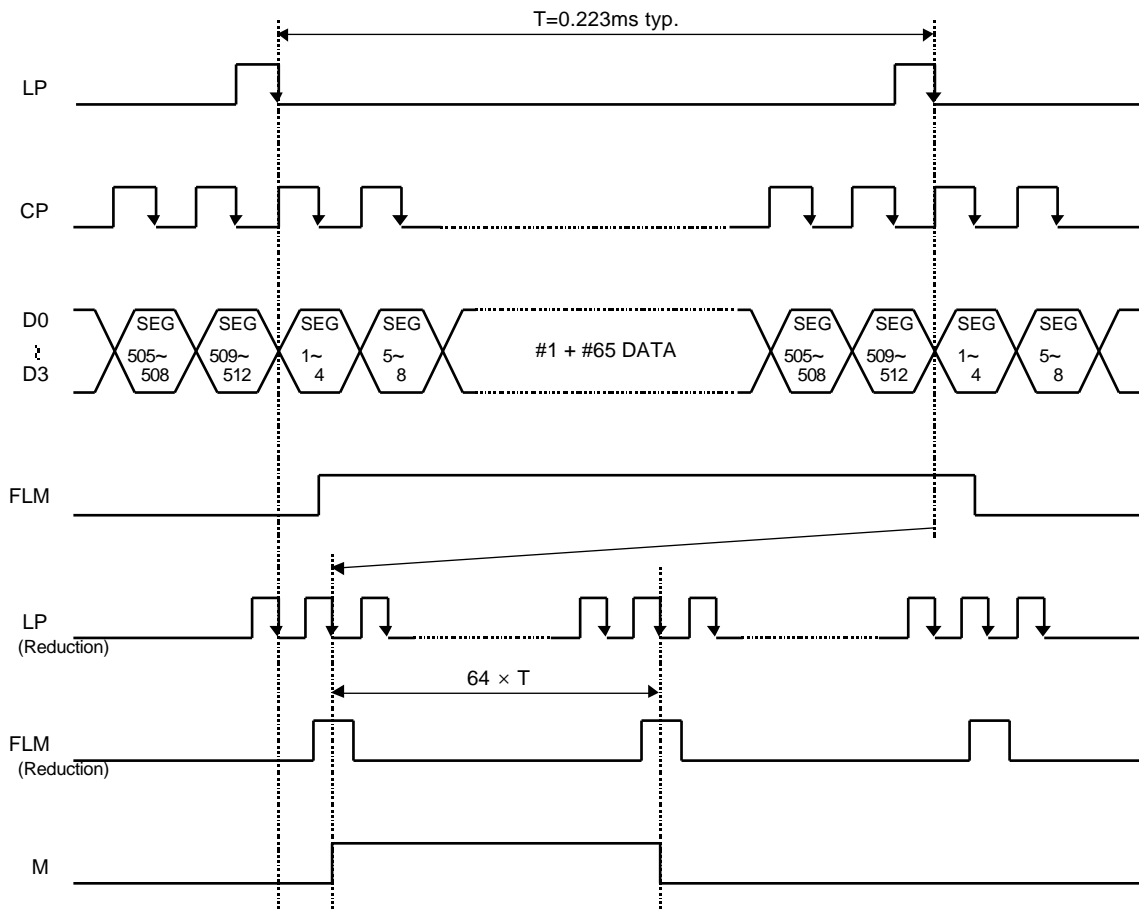 T=0.223ms typ.
LP
CP
D0
~
D3
SEG SEG SEG SEG SEG SEG SEG SEG
505~ 509~ 1~ 5~ #1 + #65 DATA 505~ 509~ 1~ 5~
508 512 4 8 508 512 4 8
FLM
LP
(Reduction)
64 × T
FLM
(Reduction)
M